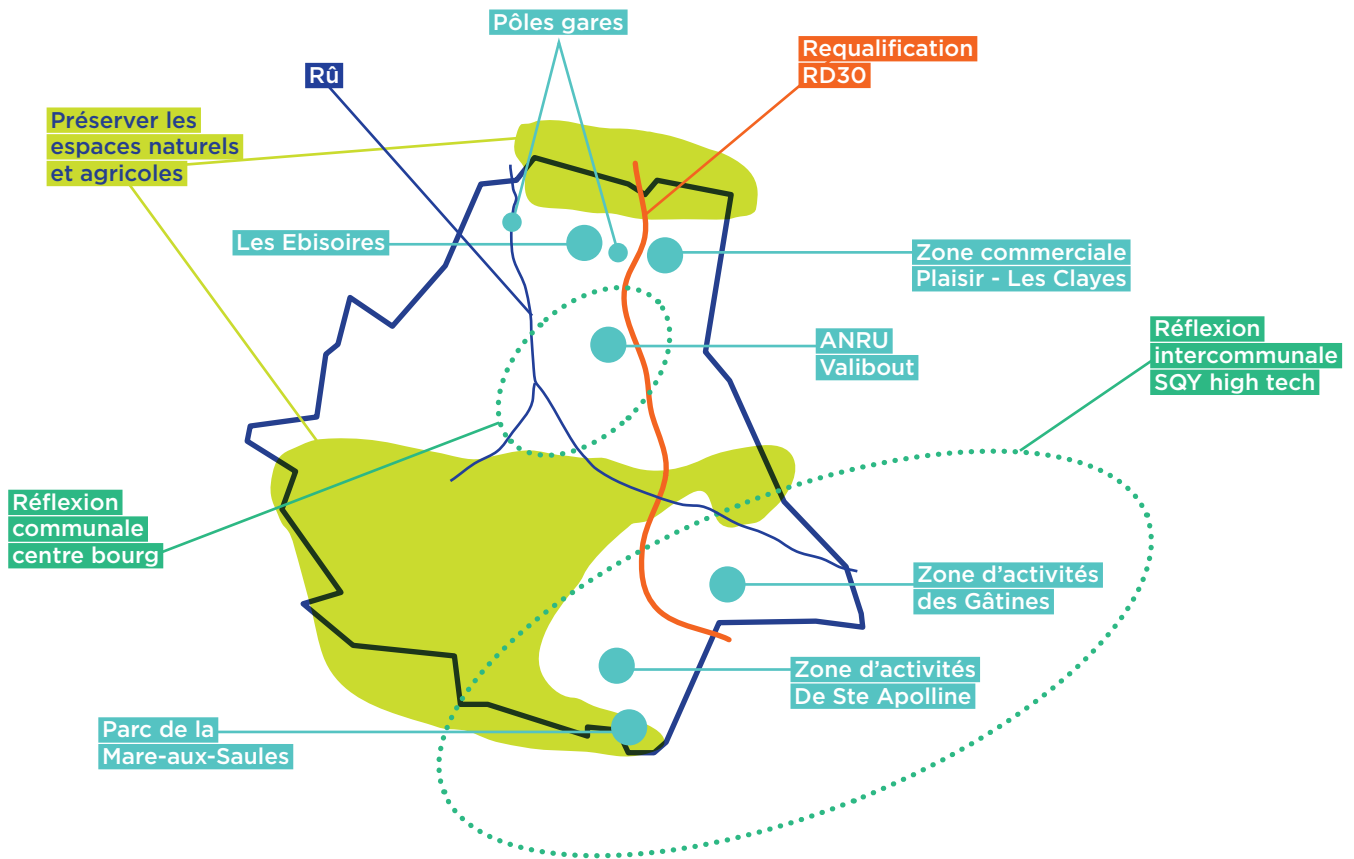 Pôles gares
Requalification
RD30
Rû
Préserver les
espaces naturels
et agricoles
Les Ebisoires
Zone commerciale
Plaisir - Les Clayes
ANRU
Valibout
Réflexion
intercommunale
SQY high tech
Réflexion
communale
centre bourg
Zone d'activités
des Gâtines
Zone d'activités
De Ste Apolline
Parc de la
Mare-aux-Saules